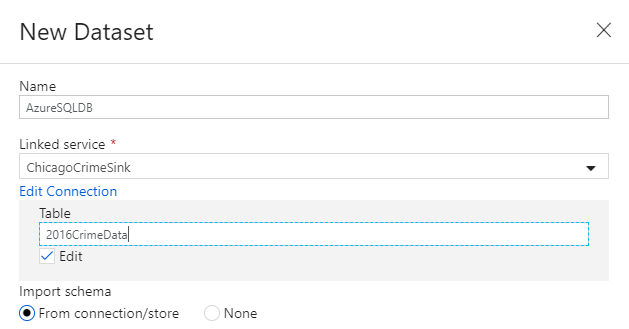 New Dataset
Name
AzureSQLDB
Linked service *
ChicagoCrimeSink
Edit Connection
Table
2016CrimeData
Edit
Import schema
From connection/store None